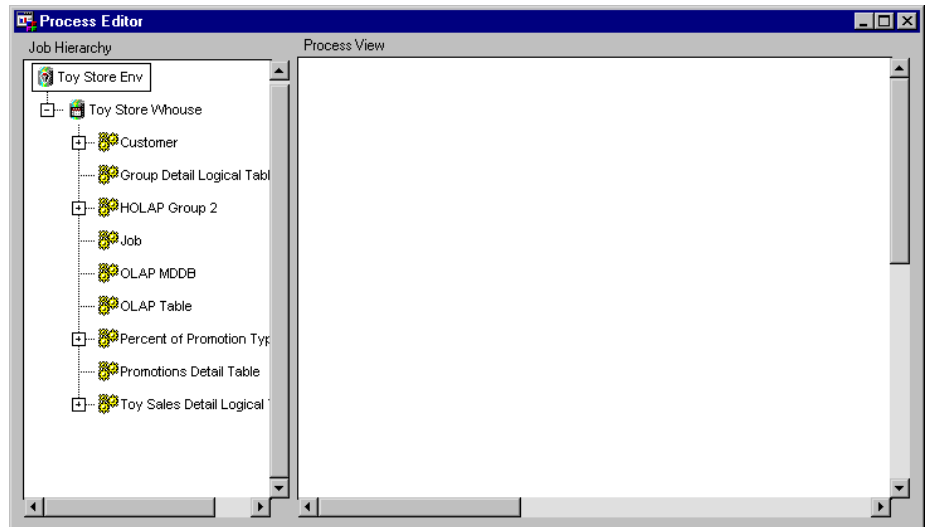 Process Editor
Job Hierarchy
Process View
Toy Store Env
Toy Store Whouse
Customer
Group Detail Logical Tabl
HOLAP Group 2
Job
OLAP MDDB
OLAP Table
Percent of Promotion Typ
Promotions Detail Table
Toy Sales Detail Logical